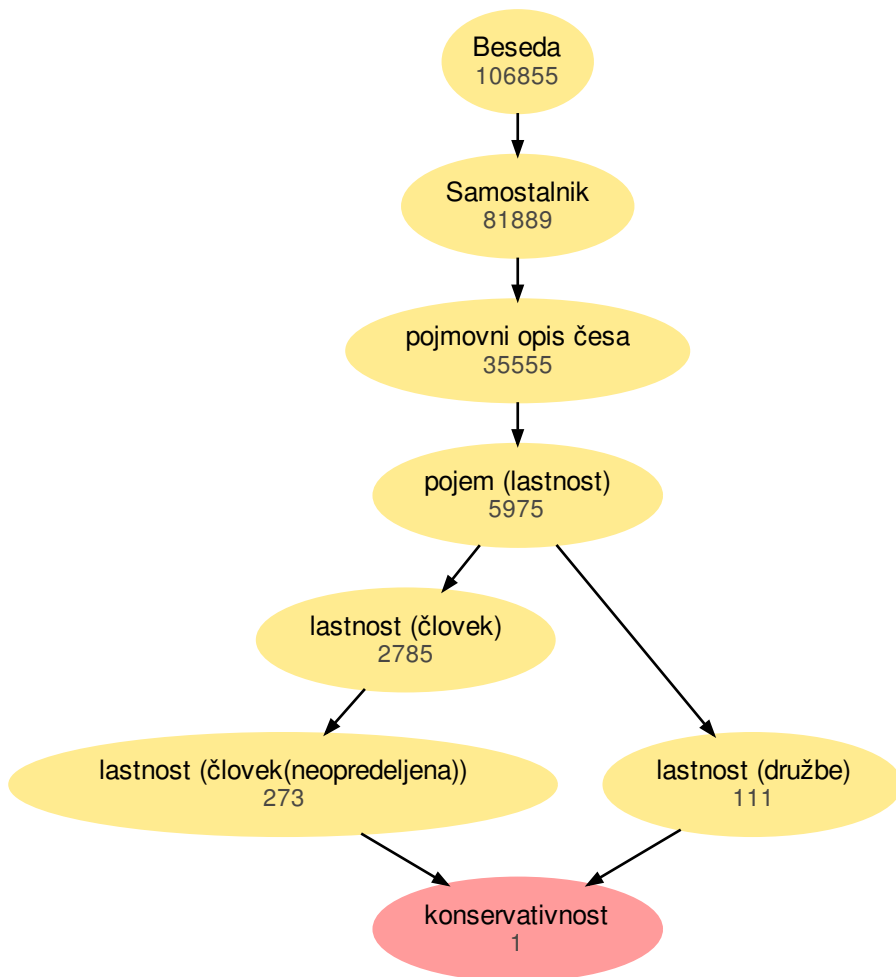 Beseda
106855
Samostalnik
81889
pojmovni opis česa
35555
pojem (lastnost)
5975
lastnost (človek)
2785
lastnost (človek(neopredeljena))
273
lastnost (družbe)
111
konservativnost
1